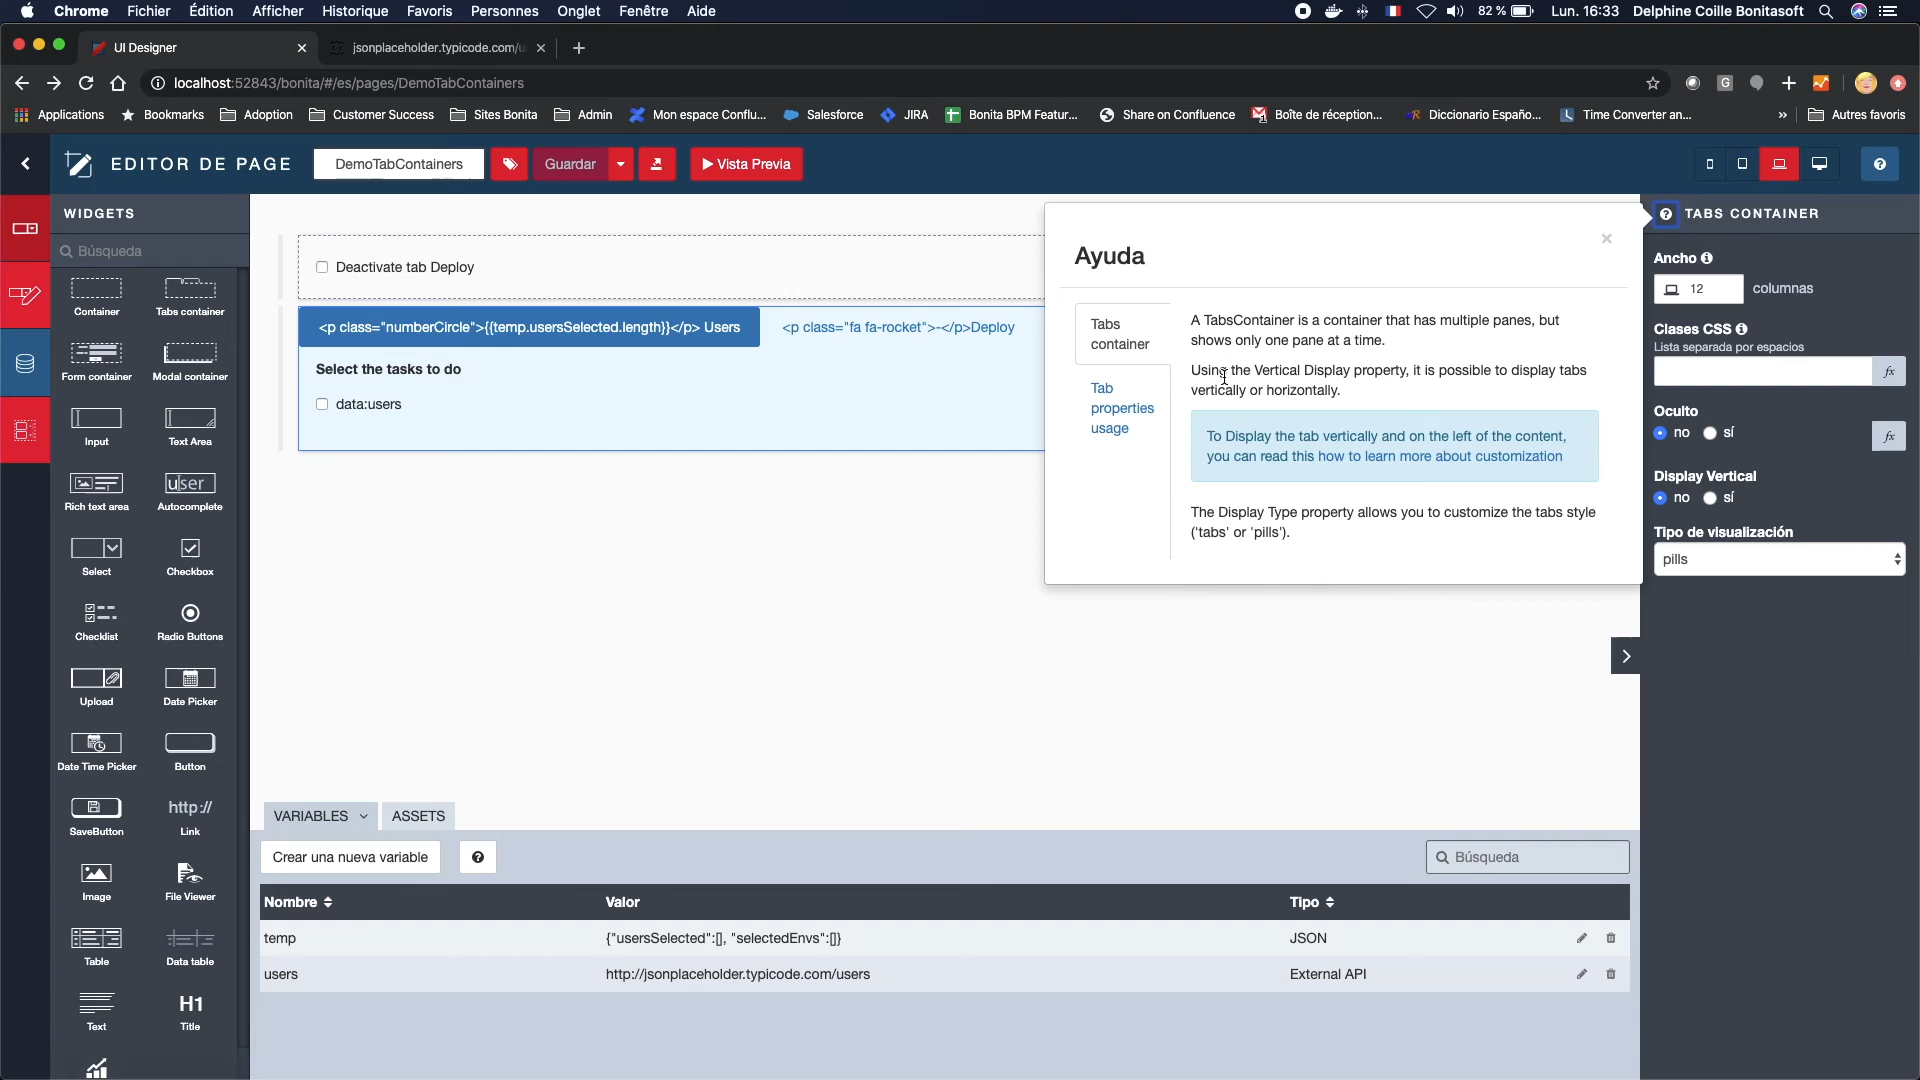 Chrome Fichier Édition Afficher Historique Favoris Personnes Onglet Fenêtre Aide 82 % Lun. 16:33 Delphine Coille Bonitasoft
UI Designer
jsonplaceholder.typicode.com/u
localhost:52843/bonita/#/es/pages/DemoTabContainers
G
Applications Bookmarks Adoption Customer Success Sites Bonita Admin Mon espace Conflu... Salesforce JIRA Bonita BPM Featur... Share on Confluence Boîte de réception... Diccionario Españo... Time Converter an... » Autres favoris
EDITOR DE PAGE DemoTabContainers Guardar Vista Previa
WIDGETS
Búsqueda
Container Tabs container
Form container Modal container
Input Text Area
Rich text area user Autocomplete
Select Checkbox
Checklist Radio Buttons
Upload Date Picker
Date Time Picker Button
SaveButton http:// Link
Image File Viewer
Table Data table
Text H1 Title
Deactivate tab Deploy
<p class="numberCircle">{{temp.usersSelected.length}}</p> Users <p class="fa fa-rocket">-</p>Deploy
Select the tasks to do
data:users
Ayuda
×
Tabs container
Tab properties usage
A TabsContainer is a container that has multiple panes, but
shows only one pane at a time.
Using the Vertical Display property, it is possible to display tabs
vertically or horizontally.
To Display the tab vertically and on the left of the content,
you can read this how to learn more about customization
The Display Type property allows you to customize the tabs style
('tabs' or 'pills').
TABS CONTAINER
Ancho
12 columnas
Clases CSS
Lista separada por espacios
fx
Oculto
no sí fx
Display Vertical
no sí
Tipo de visualización
pills
VARIABLES ASSETS
Crear una nueva variable
Búsqueda
Nombre Valor Tipo
temp {"usersSelected":[], "selectedEnvs":[]} JSON
users http://jsonplaceholder.typicode.com/users External API